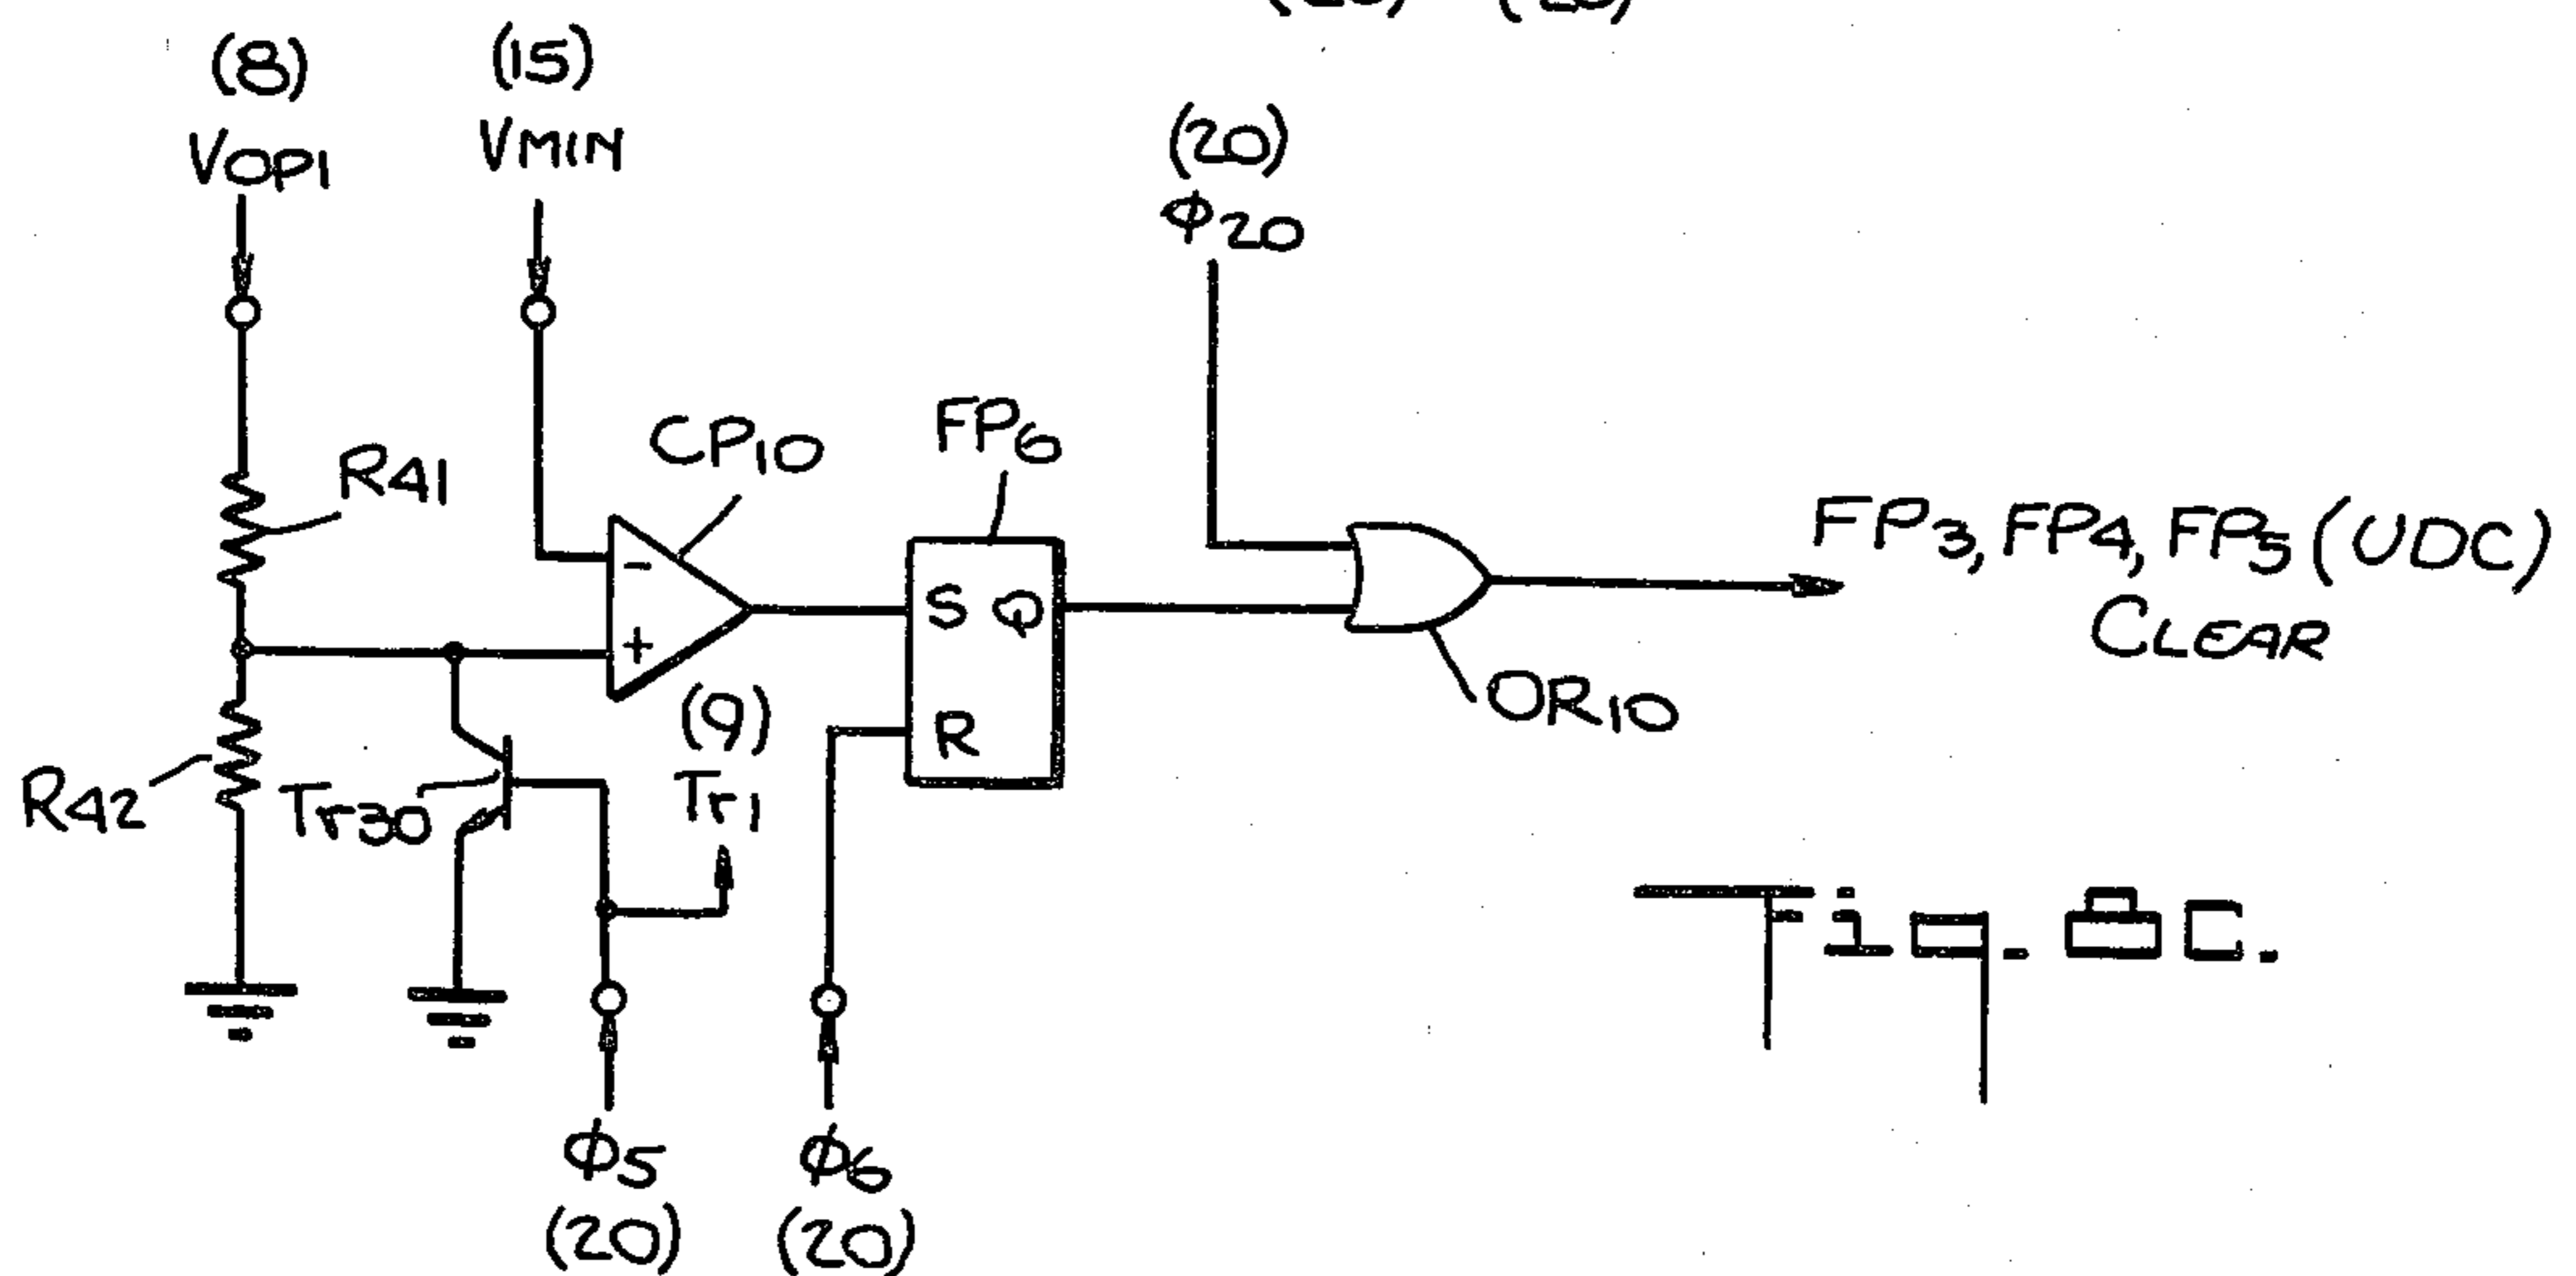 (8)
VOP1
(15)
VMIN
(20)
φ20
R41
CP10
FP6
-
+
S Q
R
FP3, FP4, FP5 (UDC)
CLEAR
OR10
(9)
Tr1
R42
Tr30
φ5
(20)
φ6
(20)
Fig. 8C.